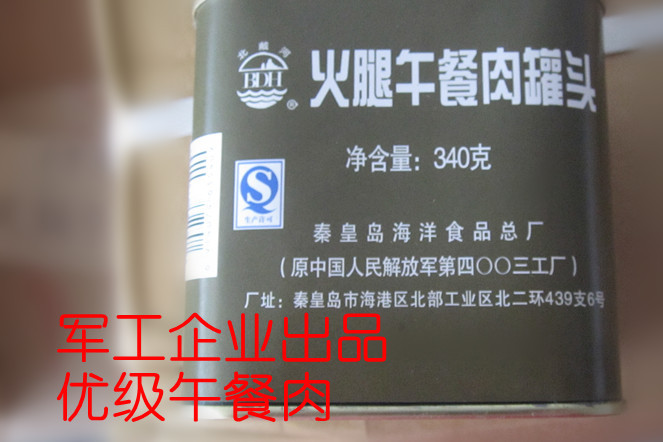 北戴河
BDH
®
火腿午餐肉罐头
净含量：340克
生产许可
秦皇岛海洋食品总厂
（原中国人民解放军第四〇〇三工厂）
厂址：秦皇岛市海港区北部工业区北二环439支6号
军工企业出品
优级午餐肉